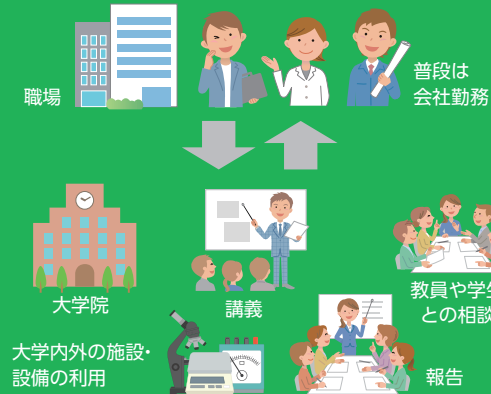 職場
普段は
会社勤務
大学院
講義
教員や学生
との相談
大学内外の施設・
設備の利用
報告